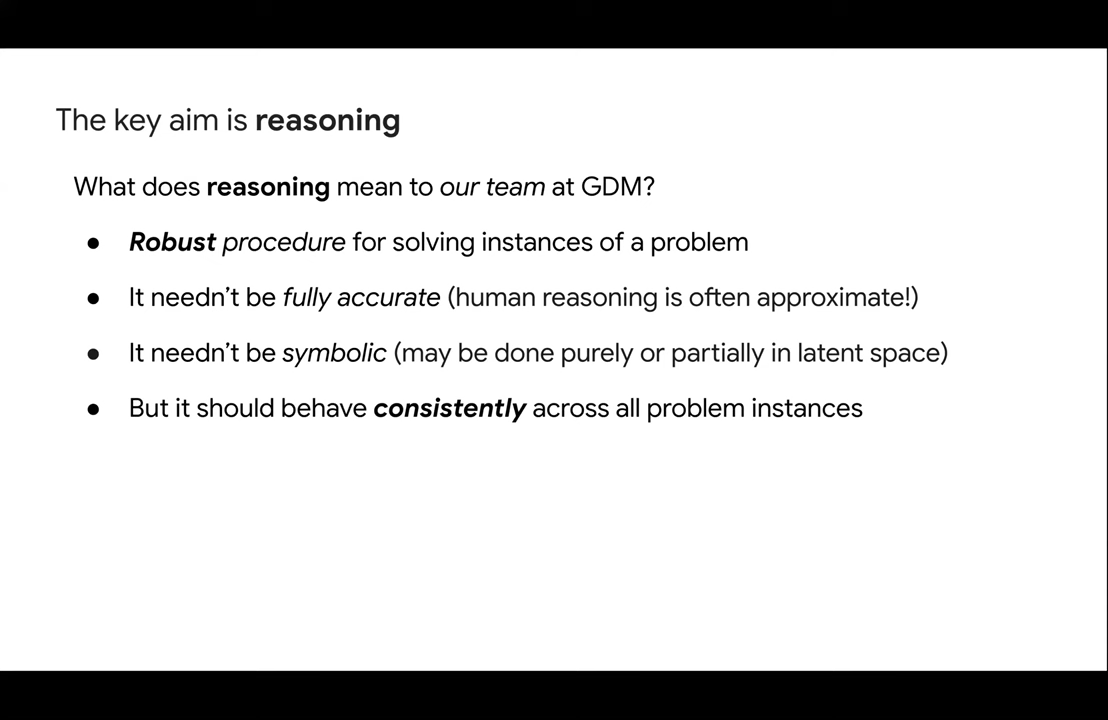 The key aim is reasoning
What does reasoning mean to our team at GDM?
● Robust procedure for solving instances of a problem
● It needn't be fully accurate (human reasoning is often approximate!)
● It needn't be symbolic (may be done purely or partially in latent space)
● But it should behave consistently across all problem instances